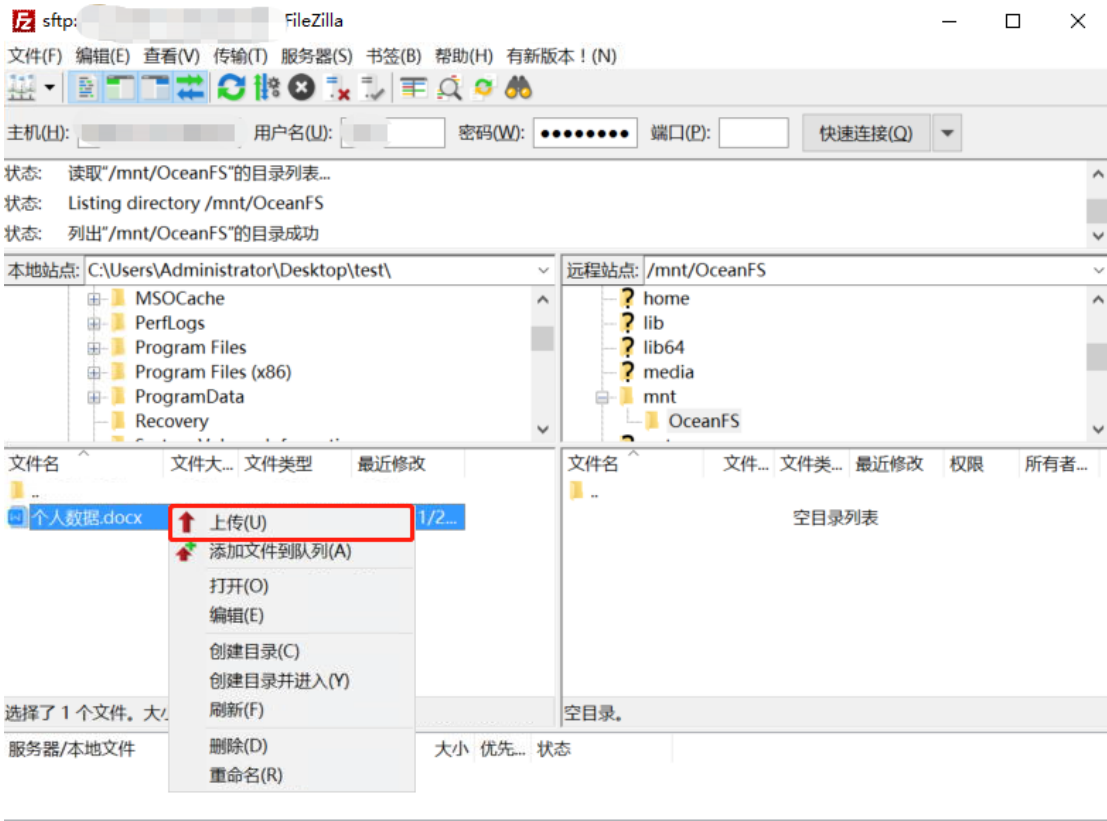 sftp: FileZilla
文件(F) 编辑(E) 查看(V) 传输(T) 服务器(S) 书签(B) 帮助(H) 有新版本！(N)
主机(H): 用户名(U): 密码(W): ●●●●●●●● 端口(P): 快速连接(Q)
状态: 读取“/mnt/OceanFS”的目录列表...
状态: Listing directory /mnt/OceanFS
状态: 列出“/mnt/OceanFS”的目录成功
本地站点: C:\Users\Administrator\Desktop\test\
MSOCache
PerfLogs
Program Files
Program Files (x86)
ProgramData
Recovery
远程站点: /mnt/OceanFS
? home
? lib
? lib64
? media
mnt
OceanFS
文件名 文件大... 文件类型 最近修改
..
个人数据.docx 1/2...
上传(U)
添加文件到队列(A)
打开(O)
编辑(E)
创建目录(C)
创建目录并进入(Y)
刷新(F)
删除(D)
重命名(R)
选择了 1 个文件。大
文件名 文件... 文件类... 最近修改 权限 所有者...
..
空目录列表
空目录。
服务器/本地文件 大小 优先... 状态